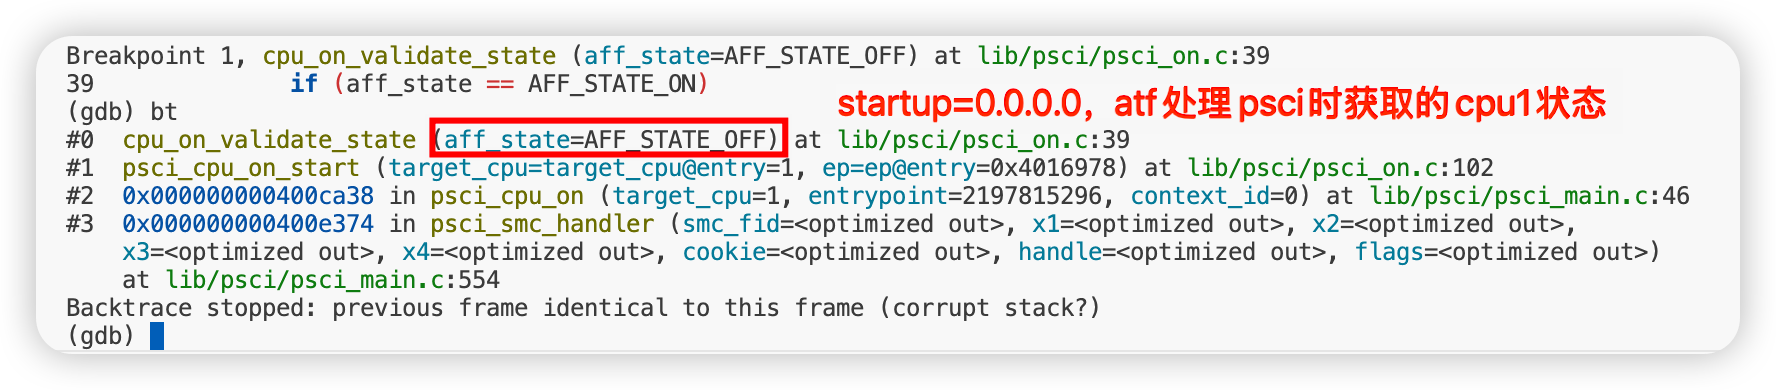 Breakpoint 1, cpu_on_validate_state (aff_state=AFF_STATE_OFF) at lib/psci/psci_on.c:39
39              if (aff_state == AFF_STATE_ON)
startup=0.0.0.0，atf处理psci时获取的cpu1状态
(gdb) bt
#0  cpu_on_validate_state (aff_state=AFF_STATE_OFF) at lib/psci/psci_on.c:39
#1  psci_cpu_on_start (target_cpu=target_cpu@entry=1, ep=ep@entry=0x4016978) at lib/psci/psci_on.c:102
#2  0x000000000400ca38 in psci_cpu_on (target_cpu=1, entrypoint=2197815296, context_id=0) at lib/psci/psci_main.c:46
#3  0x000000000400e374 in psci_smc_handler (smc_fid=<optimized out>, x1=<optimized out>, x2=<optimized out>,
    x3=<optimized out>, x4=<optimized out>, cookie=<optimized out>, handle=<optimized out>, flags=<optimized out>)
    at lib/psci/psci_main.c:554
Backtrace stopped: previous frame identical to this frame (corrupt stack?)
(gdb)